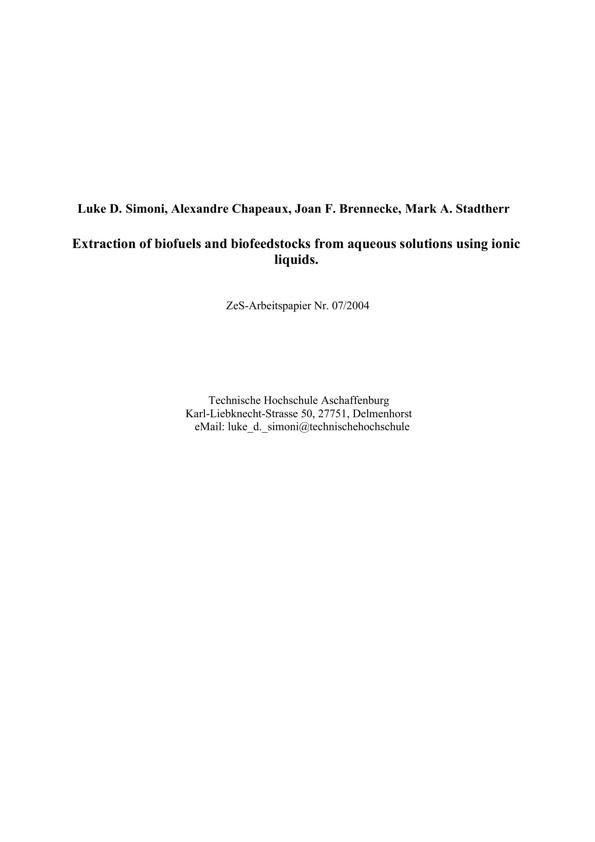 Luke D. Simoni, Alexandre Chapeaux, Joan F. Brennecke, Mark A. Stadtherr
Extraction of biofuels and biofeedstocks from aqueous solutions using ionic
liquids.
ZeS-Arbeitspapier Nr. 07/2004
Technische Hochschule Aschaffenburg
Karl-Liebknecht-Strasse 50, 27751, Delmenhorst
eMail: luke_d._simoni@technischehochschule